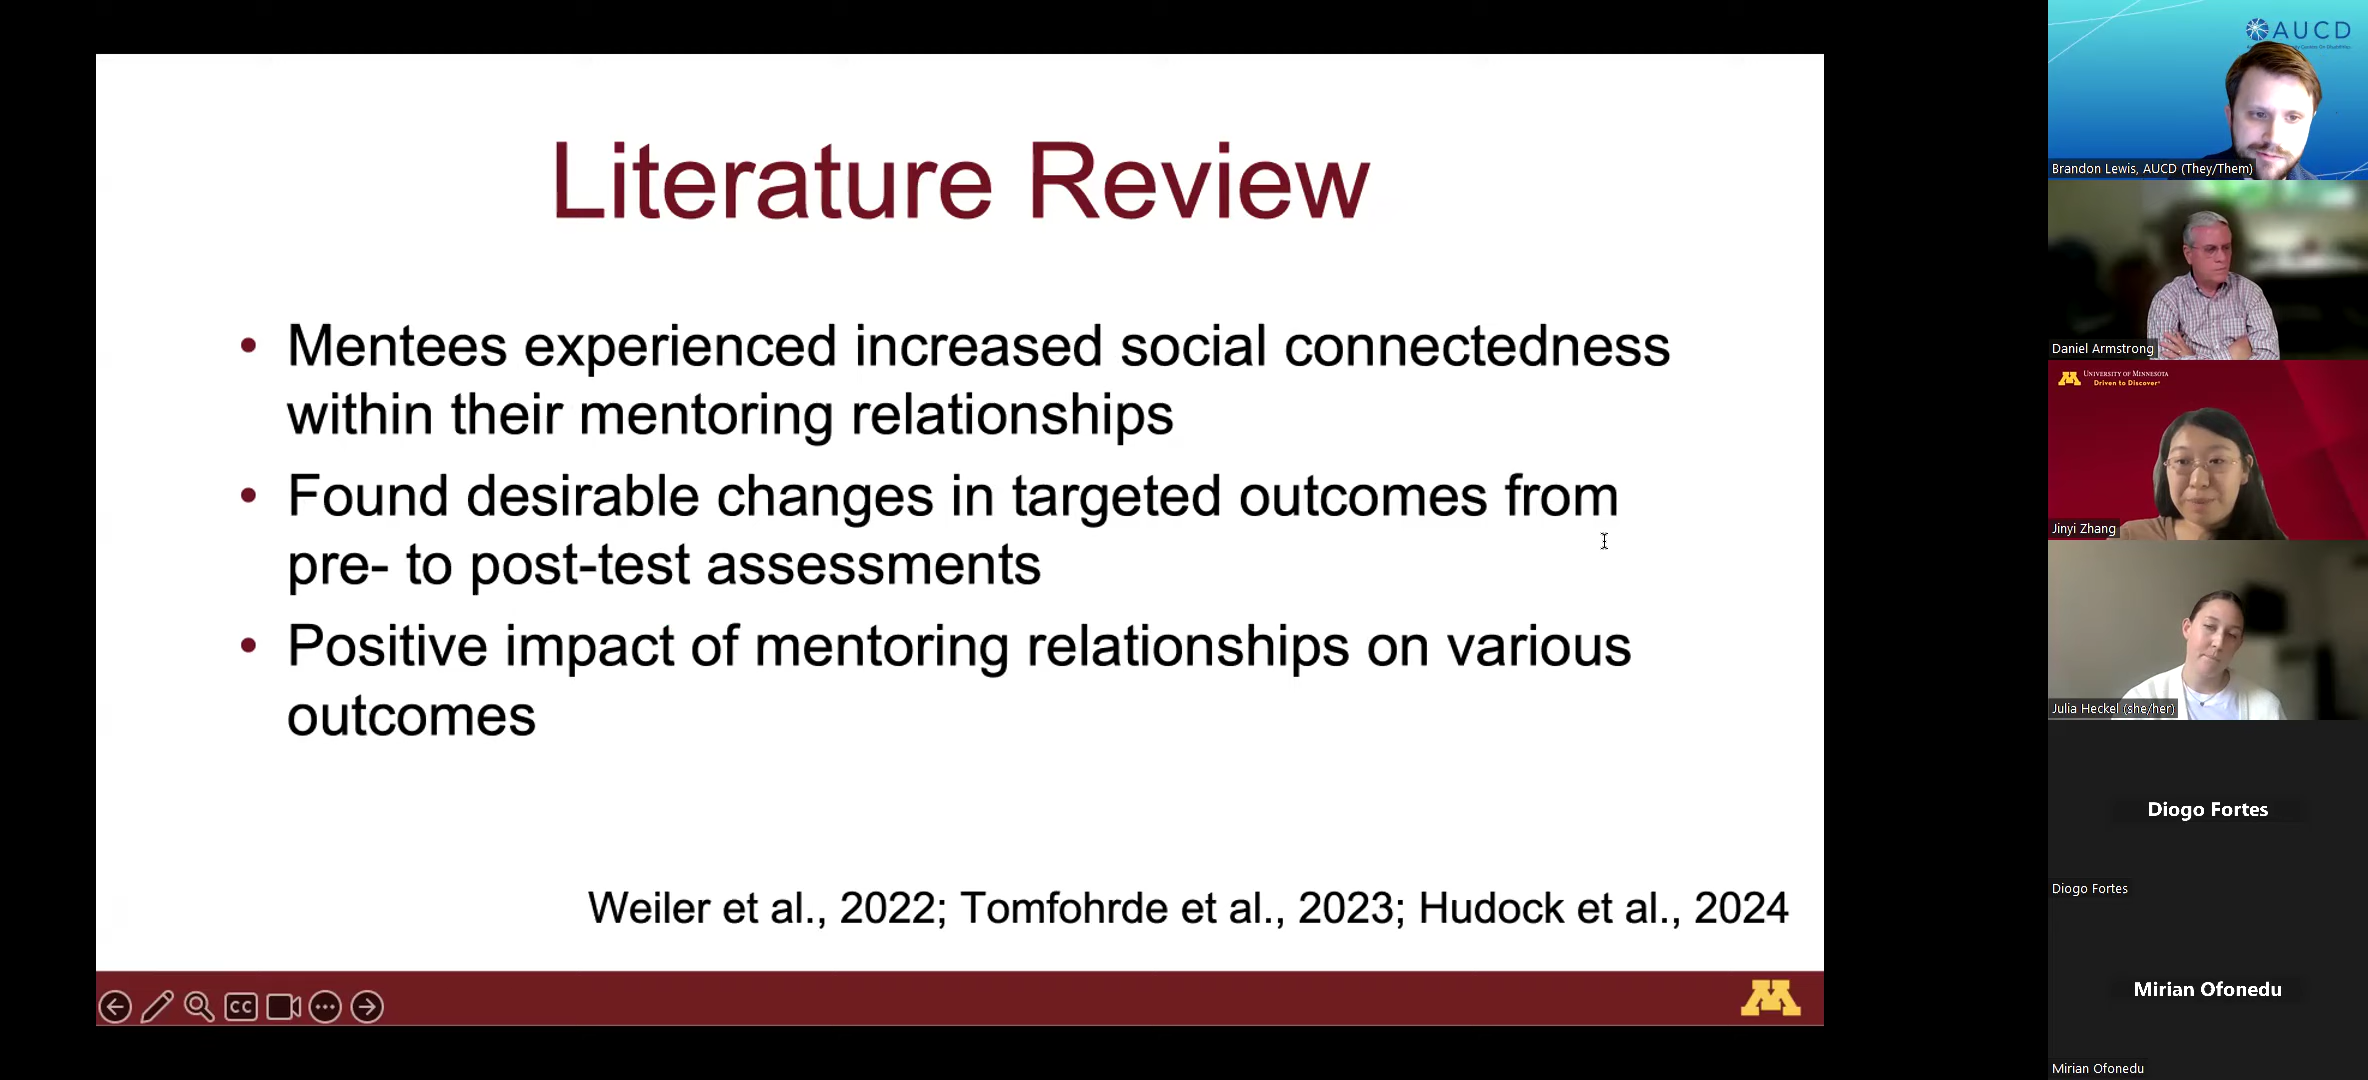 Literature Review
• Mentees experienced increased social connectedness
within their mentoring relationships
• Found desirable changes in targeted outcomes from
pre- to post-test assessments
• Positive impact of mentoring relationships on various
outcomes
Weiler et al., 2022; Tomfohrde et al., 2023; Hudock et al., 2024
CC
M
AUCD
Brandon Lewis, AUCD (They/Them)
Daniel Armstrong
M UNIVERSITY OF MINNESOTA
Driven to Discover®
Jinyi Zhang
Julia Heckel (she/her)
Diogo Fortes
Diogo Fortes
Mirian Ofonedu
Mirian Ofonedu